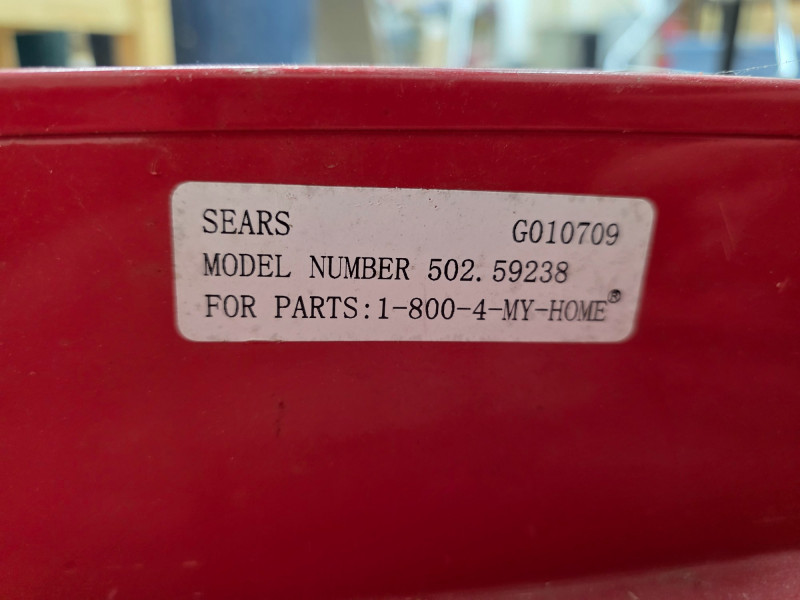 SEARS G010709
MODEL NUMBER 502.59238
FOR PARTS:1-800-4-MY-HOME®